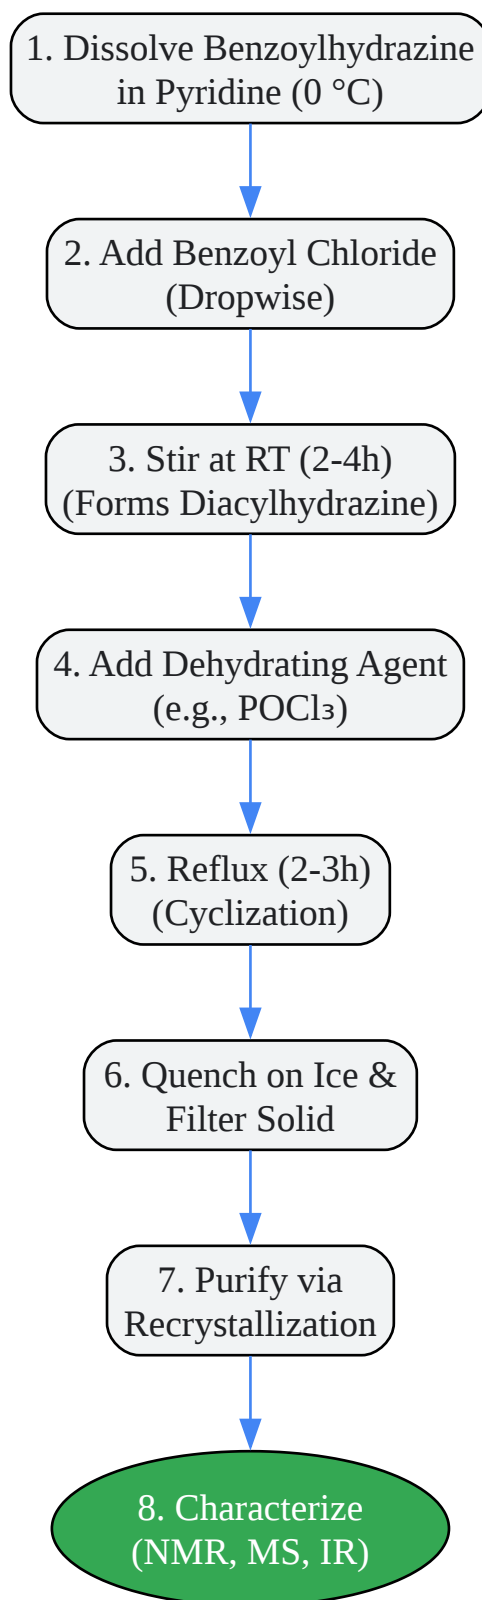 1. Dissolve Benzoylhydrazine
in Pyridine (0 °C)
2. Add Benzoyl Chloride
(Dropwise)
3. Stir at RT (2-4h)
(Forms Diacylhydrazine)
4. Add Dehydrating Agent
(e.g., POCl₃)
5. Reflux (2-3h)
(Cyclization)
6. Quench on Ice &
Filter Solid
7. Purify via
Recrystallization
8. Characterize
(NMR, MS, IR)